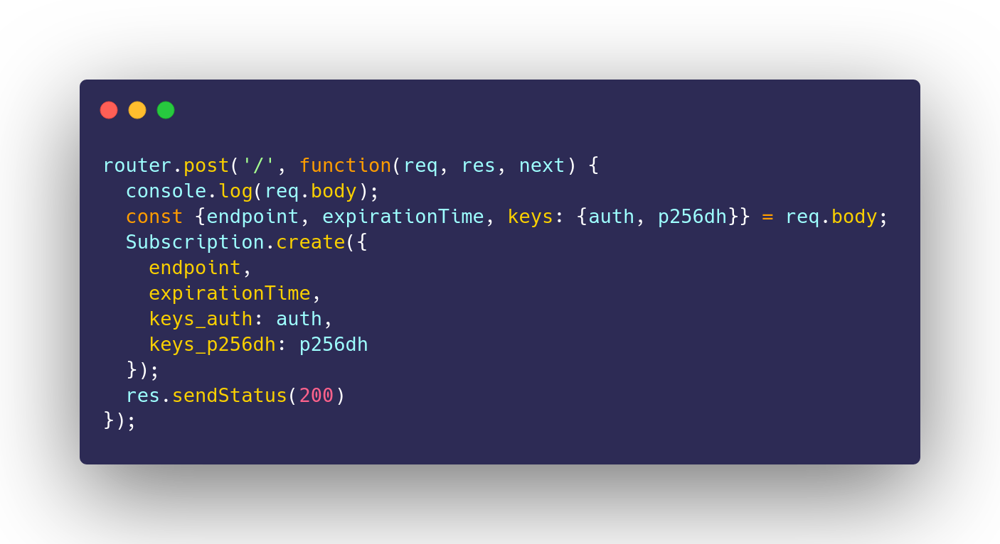 router.post('/', function(req, res, next) {
  console.log(req.body);
  const {endpoint, expirationTime, keys: {auth, p256dh}} = req.body;
  Subscription.create({
    endpoint,
    expirationTime,
    keys_auth: auth,
    keys_p256dh: p256dh
  });
  res.sendStatus(200)
});